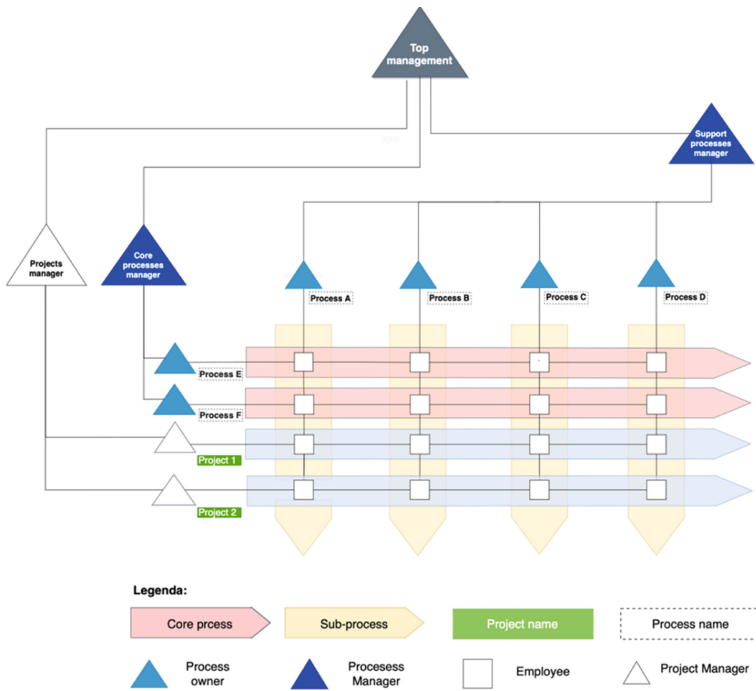 Top
management
Support
processes
manager
Projects
manager
Core
processes
manager
Process A
Process B
Process C
Process D
Process E
Process F
Project 1
Project 2
Legenda:
Core prcess
Sub-process
Project name
Process name
Process
owner
Procesess
Manager
Employee
Project Manager